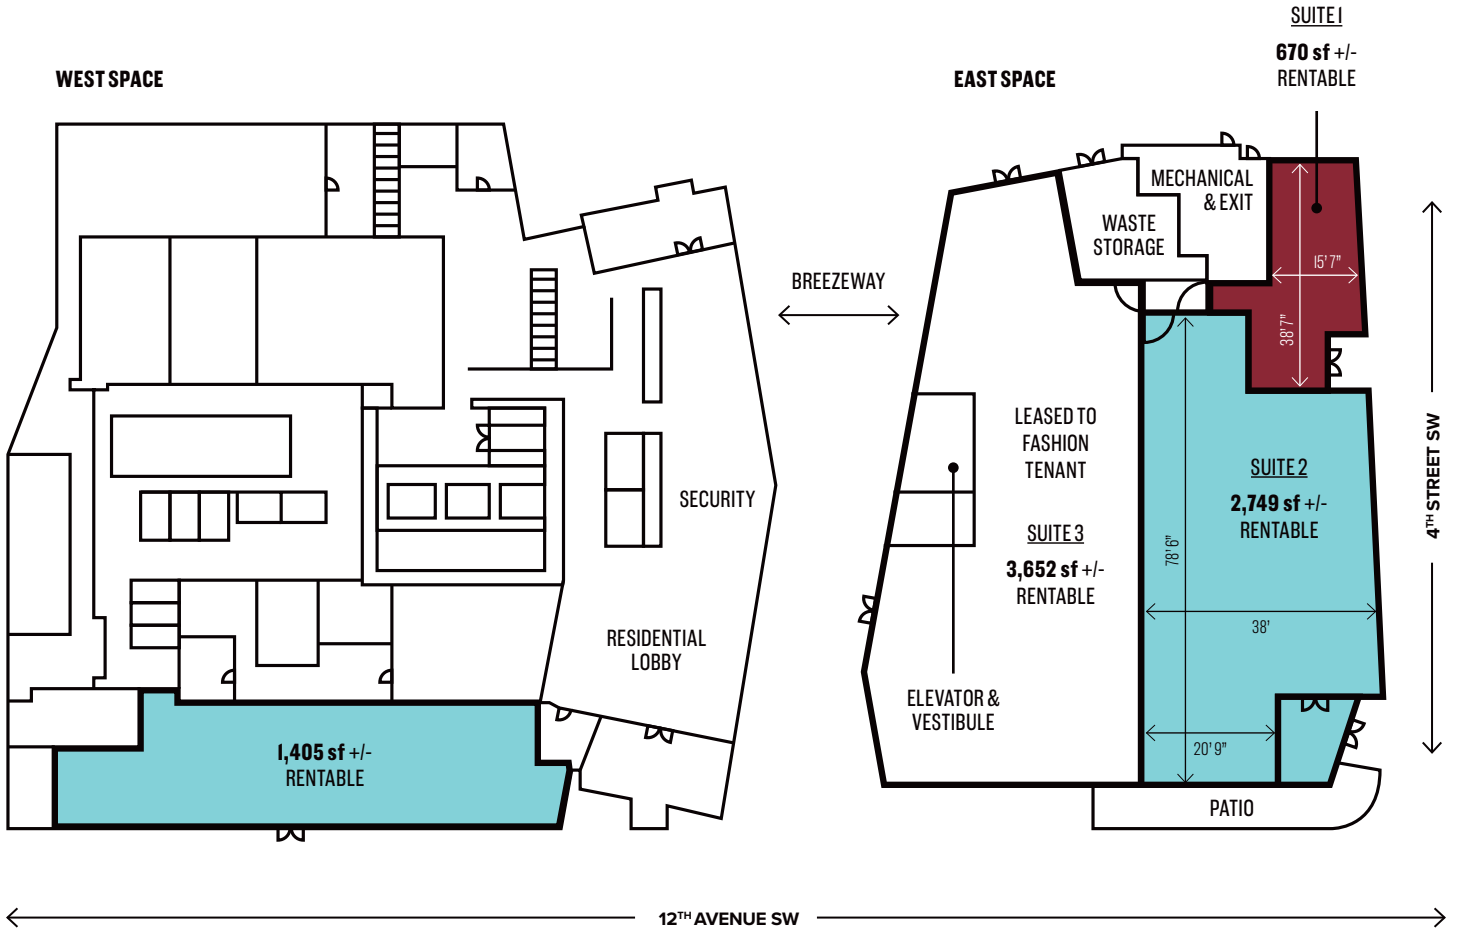 SUITE 1
670 sf +/-
RENTABLE
WEST SPACE
EAST SPACE
MECHANICAL
& EXIT
WASTE
STORAGE
15' 7"
38' 7"
BREEZEWAY
LEASED TO
FASHION
TENANT
SUITE 3
3,652 sf +/-
RENTABLE
SUITE 2
2,749 sf +/-
RENTABLE
4TH STREET SW
SECURITY
78' 6"
38'
RESIDENTIAL
LOBBY
ELEVATOR &
VESTIBULE
20' 9"
1,405 sf +/-
RENTABLE
PATIO
12TH AVENUE SW